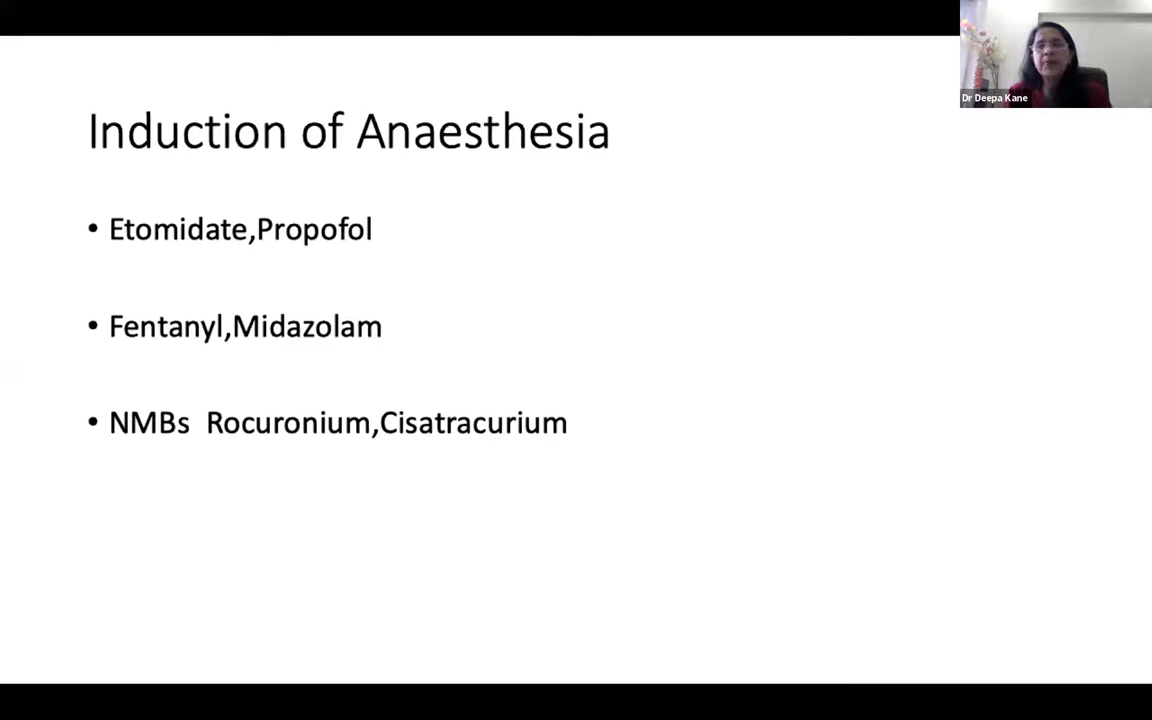 Dr Deepa Kane
Induction of Anaesthesia
• Etomidate,Propofol
• Fentanyl,Midazolam
• NMBs  Rocuronium,Cisatracurium